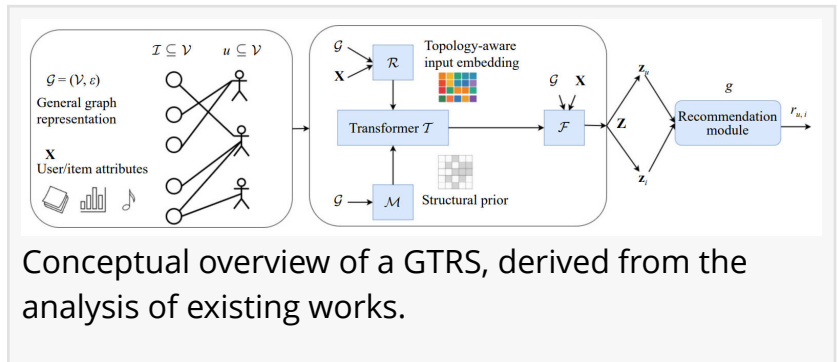 ℐ ⊆ 𝒱 u ⊆ 𝒱
𝒢 = (𝒱, ε)
General graph
representation
X
User/item attributes
𝒢
X
ℛ
Topology-aware
input embedding
Transformer 𝒯
𝒢
ℳ
Structural prior
𝒢 X
ℱ
Z
z_u
z_i
g
Recommendation
module
r_{u, i}
Conceptual overview of a GTRS, derived from the
analysis of existing works.